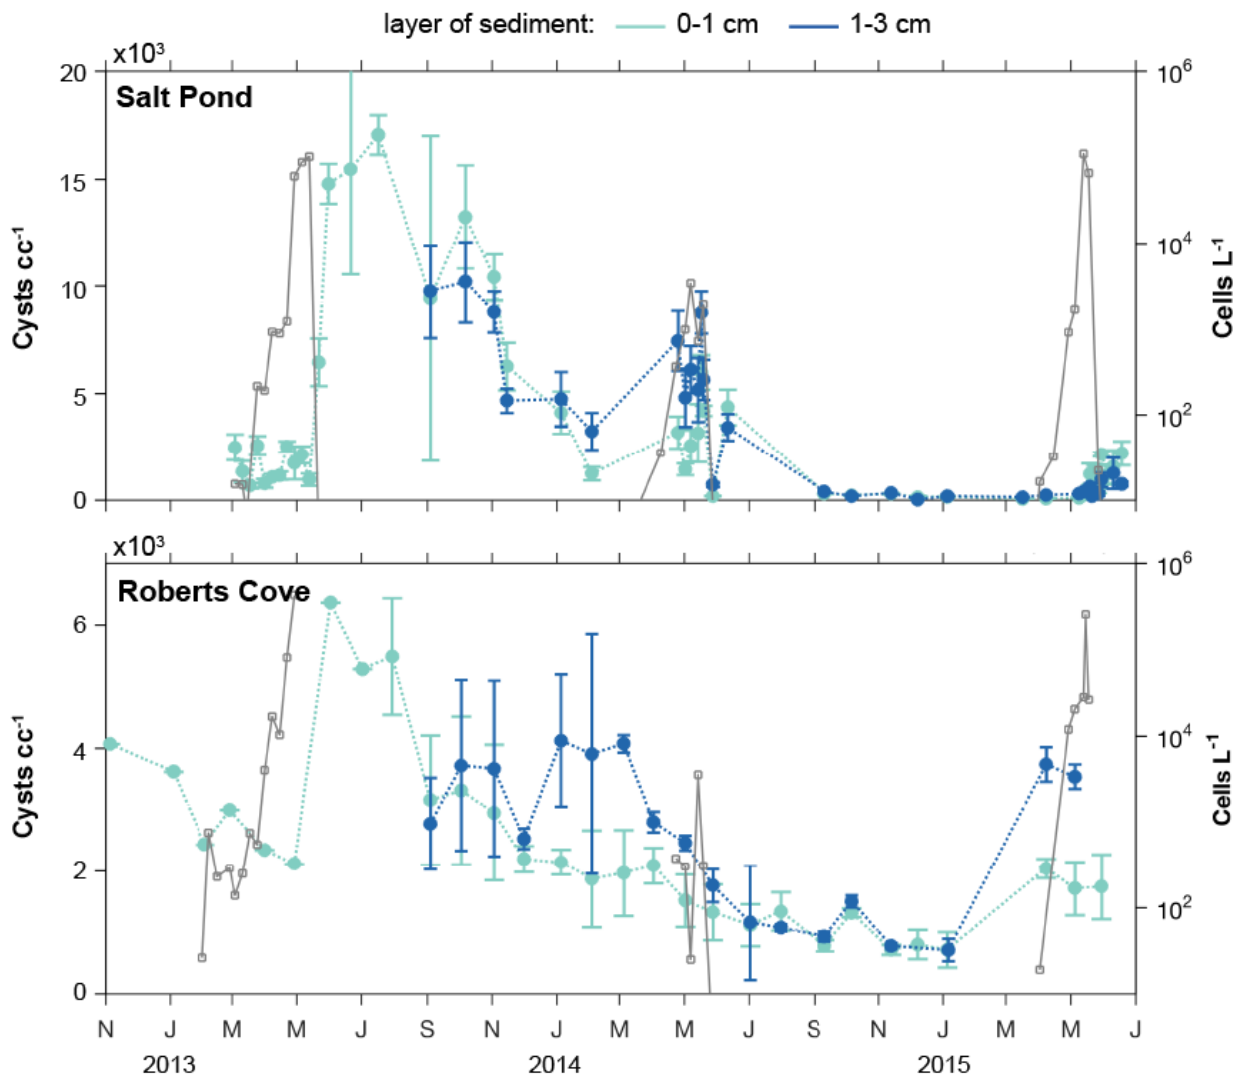 layer of sediment: 0-1 cm 1-3 cm
x10³
20
15
10
5
0
Salt Pond
Cysts cc⁻¹
10⁶
10⁴
10²
Cells L⁻¹
x10³
6
4
2
0
Roberts Cove
Cysts cc⁻¹
10⁶
10⁴
10²
Cells L⁻¹
N J M M J S N J M M J S N J M M J
2013 2014 2015